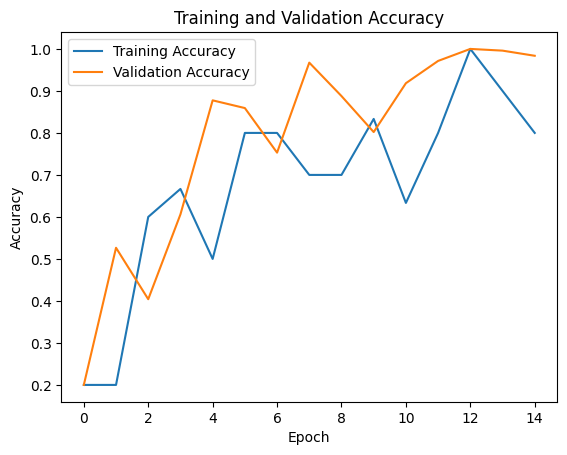 Training and Validation Accuracy
Training Accuracy
Validation Accuracy
1.0
0.9
0.8
0.7
0.6
0.5
0.4
0.3
0.2
Accuracy
0 2 4 6 8 10 12 14
Epoch